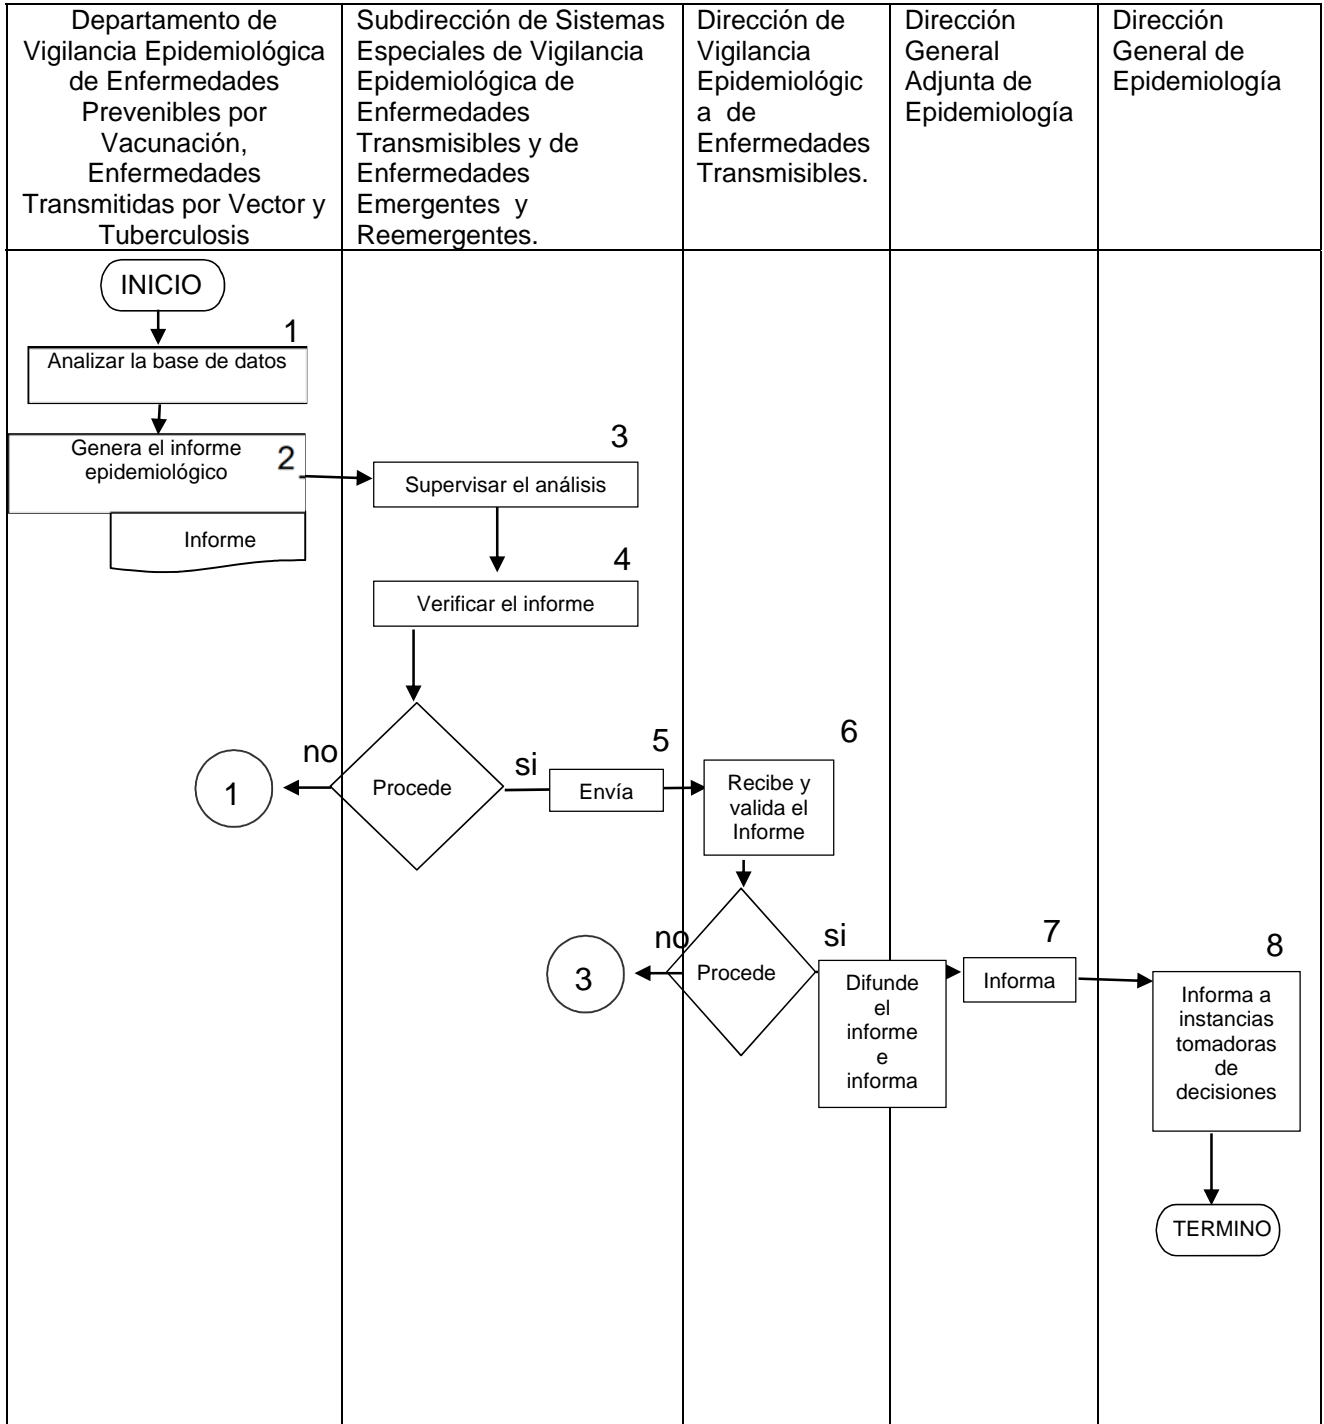 Departamento de
Vigilancia Epidemiológica
de Enfermedades
Prevenibles por
Vacunación,
Enfermedades
Transmitidas por Vector y
Tuberculosis
Subdirección de Sistemas
Especiales de Vigilancia
Epidemiológica de
Enfermedades
Transmisibles y de
Enfermedades
Emergentes y
Reemergentes.
Dirección de
Vigilancia
Epidemiológic
a de
Enfermedades
Transmisibles.
Dirección
General
Adjunta de
Epidemiología
Dirección
General de
Epidemiología
INICIO
1
Analizar la base de datos
Genera el informe
epidemiológico
2
Informe
3
Supervisar el análisis
4
Verificar el informe
Procede
no
1
si
5
Envía
6
Recibe y
valida el
Informe
Procede
no
3
si
Difunde
el
informe
e
informa
7
Informa
8
Informa a
instancias
tomadoras
de
decisiones
TERMINO